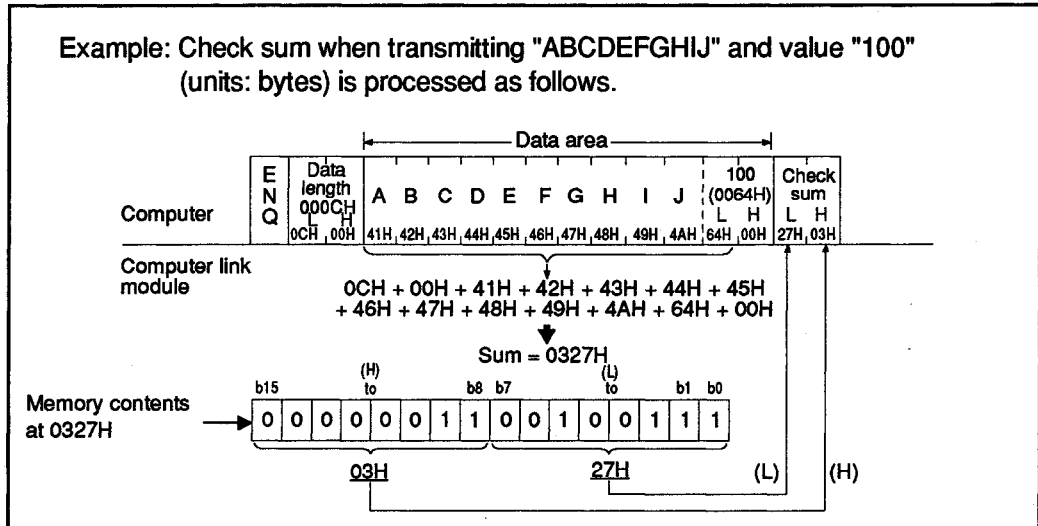 Example: Check sum when transmitting "ABCDEFGHIJ" and value "100"
(units: bytes) is processed as follows.
Data area
Computer
ENQ
Data length 000CH
L H
0CH 00H
A B C D E F G H I J
41H 42H 43H 44H 45H 46H 47H 48H 49H 4AH
100
(0064H)
L H
64H 00H
Check sum
L H
27H 03H
Computer link
module
0CH + 00H + 41H + 42H + 43H + 44H + 45H
+ 46H + 47H + 48H + 49H + 4AH + 64H + 00H
Sum = 0327H
b15 (H) to b8 b7 (L) to b1 b0
Memory contents
at 0327H
0 0 0 0 0 0 1 1 0 0 1 0 0 1 1 1
03H 27H (L) (H)